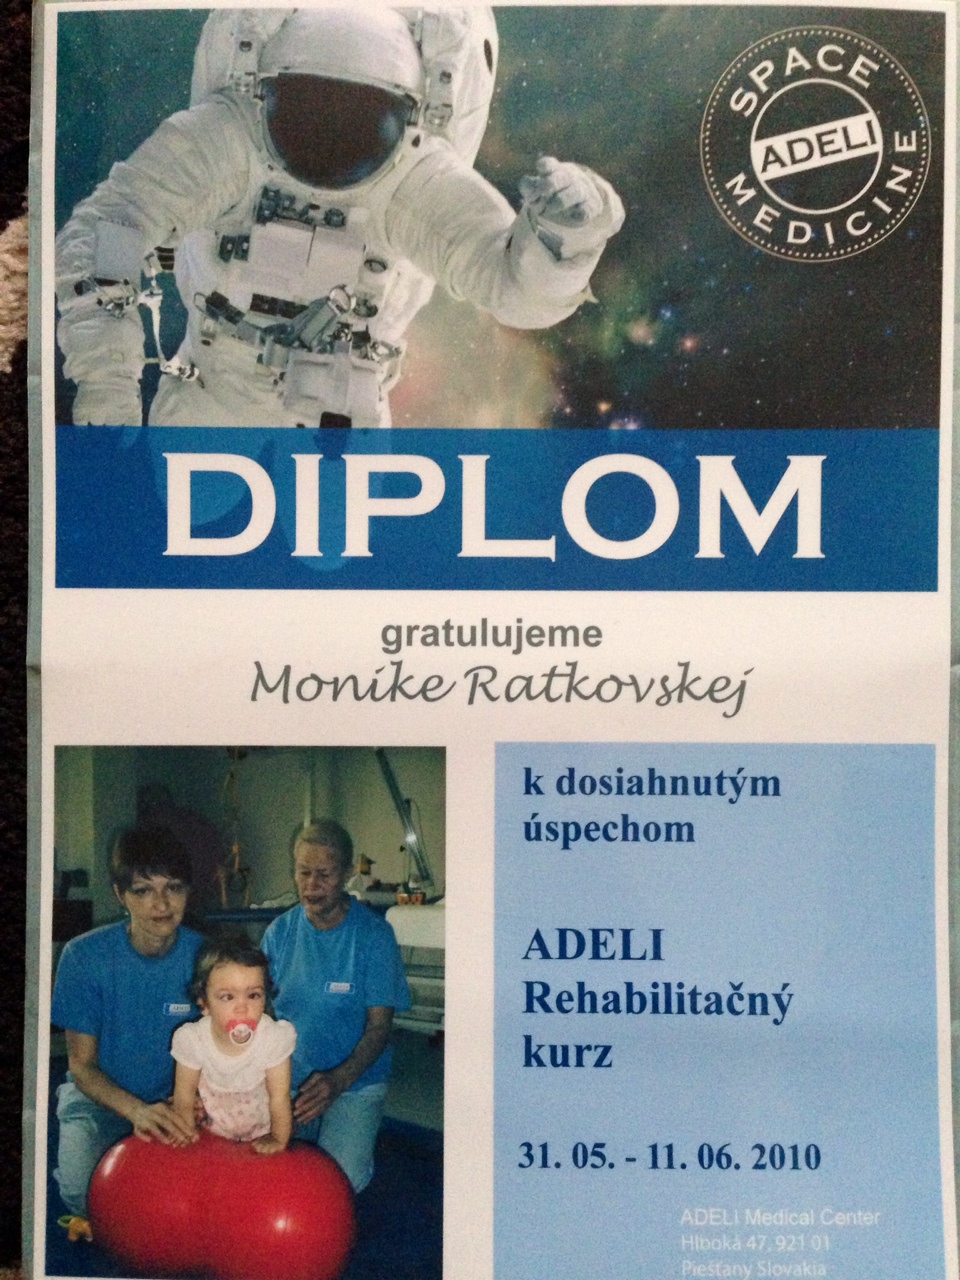 SPACE
ADELI
MEDICINE
DIPLOM
gratulujeme
Monike Ratkovskej
k dosiahnutým
úspechom
ADELI
Rehabilitačný
kurz
31. 05. - 11. 06. 2010
ADELI Medical Center
Hlboká 47, 921 01
Piešťany Slovakia